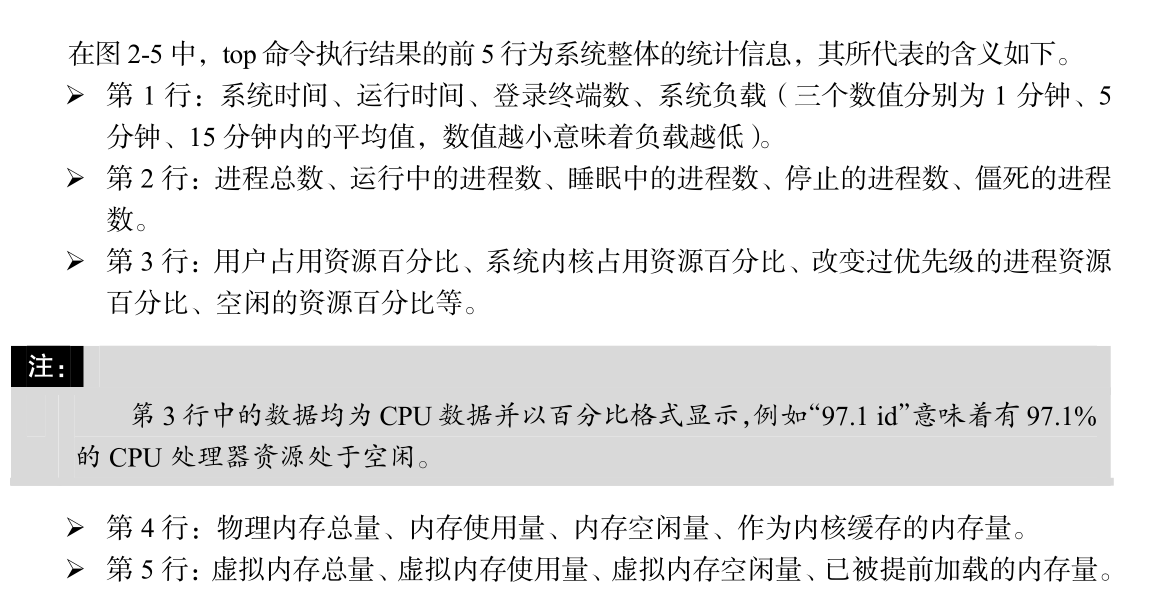 在图 2-5 中，top 命令执行结果的前 5 行为系统整体的统计信息，其所代表的含义如下。
➢ 第 1 行：系统时间、运行时间、登录终端数、系统负载（三个数值分别为 1 分钟、5
分钟、15 分钟内的平均值，数值越小意味着负载越低）。
➢ 第 2 行：进程总数、运行中的进程数、睡眠中的进程数、停止的进程数、僵死的进程
数。
➢ 第 3 行：用户占用资源百分比、系统内核占用资源百分比、改变过优先级的进程资源
百分比、空闲的资源百分比等。
注：
第 3 行中的数据均为 CPU 数据并以百分比格式显示，例如“97.1 id”意味着有 97.1%
的 CPU 处理器资源处于空闲。
➢ 第 4 行：物理内存总量、内存使用量、内存空闲量、作为内核缓存的内存量。
➢ 第 5 行：虚拟内存总量、虚拟内存使用量、虚拟内存空闲量、已被提前加载的内存量。